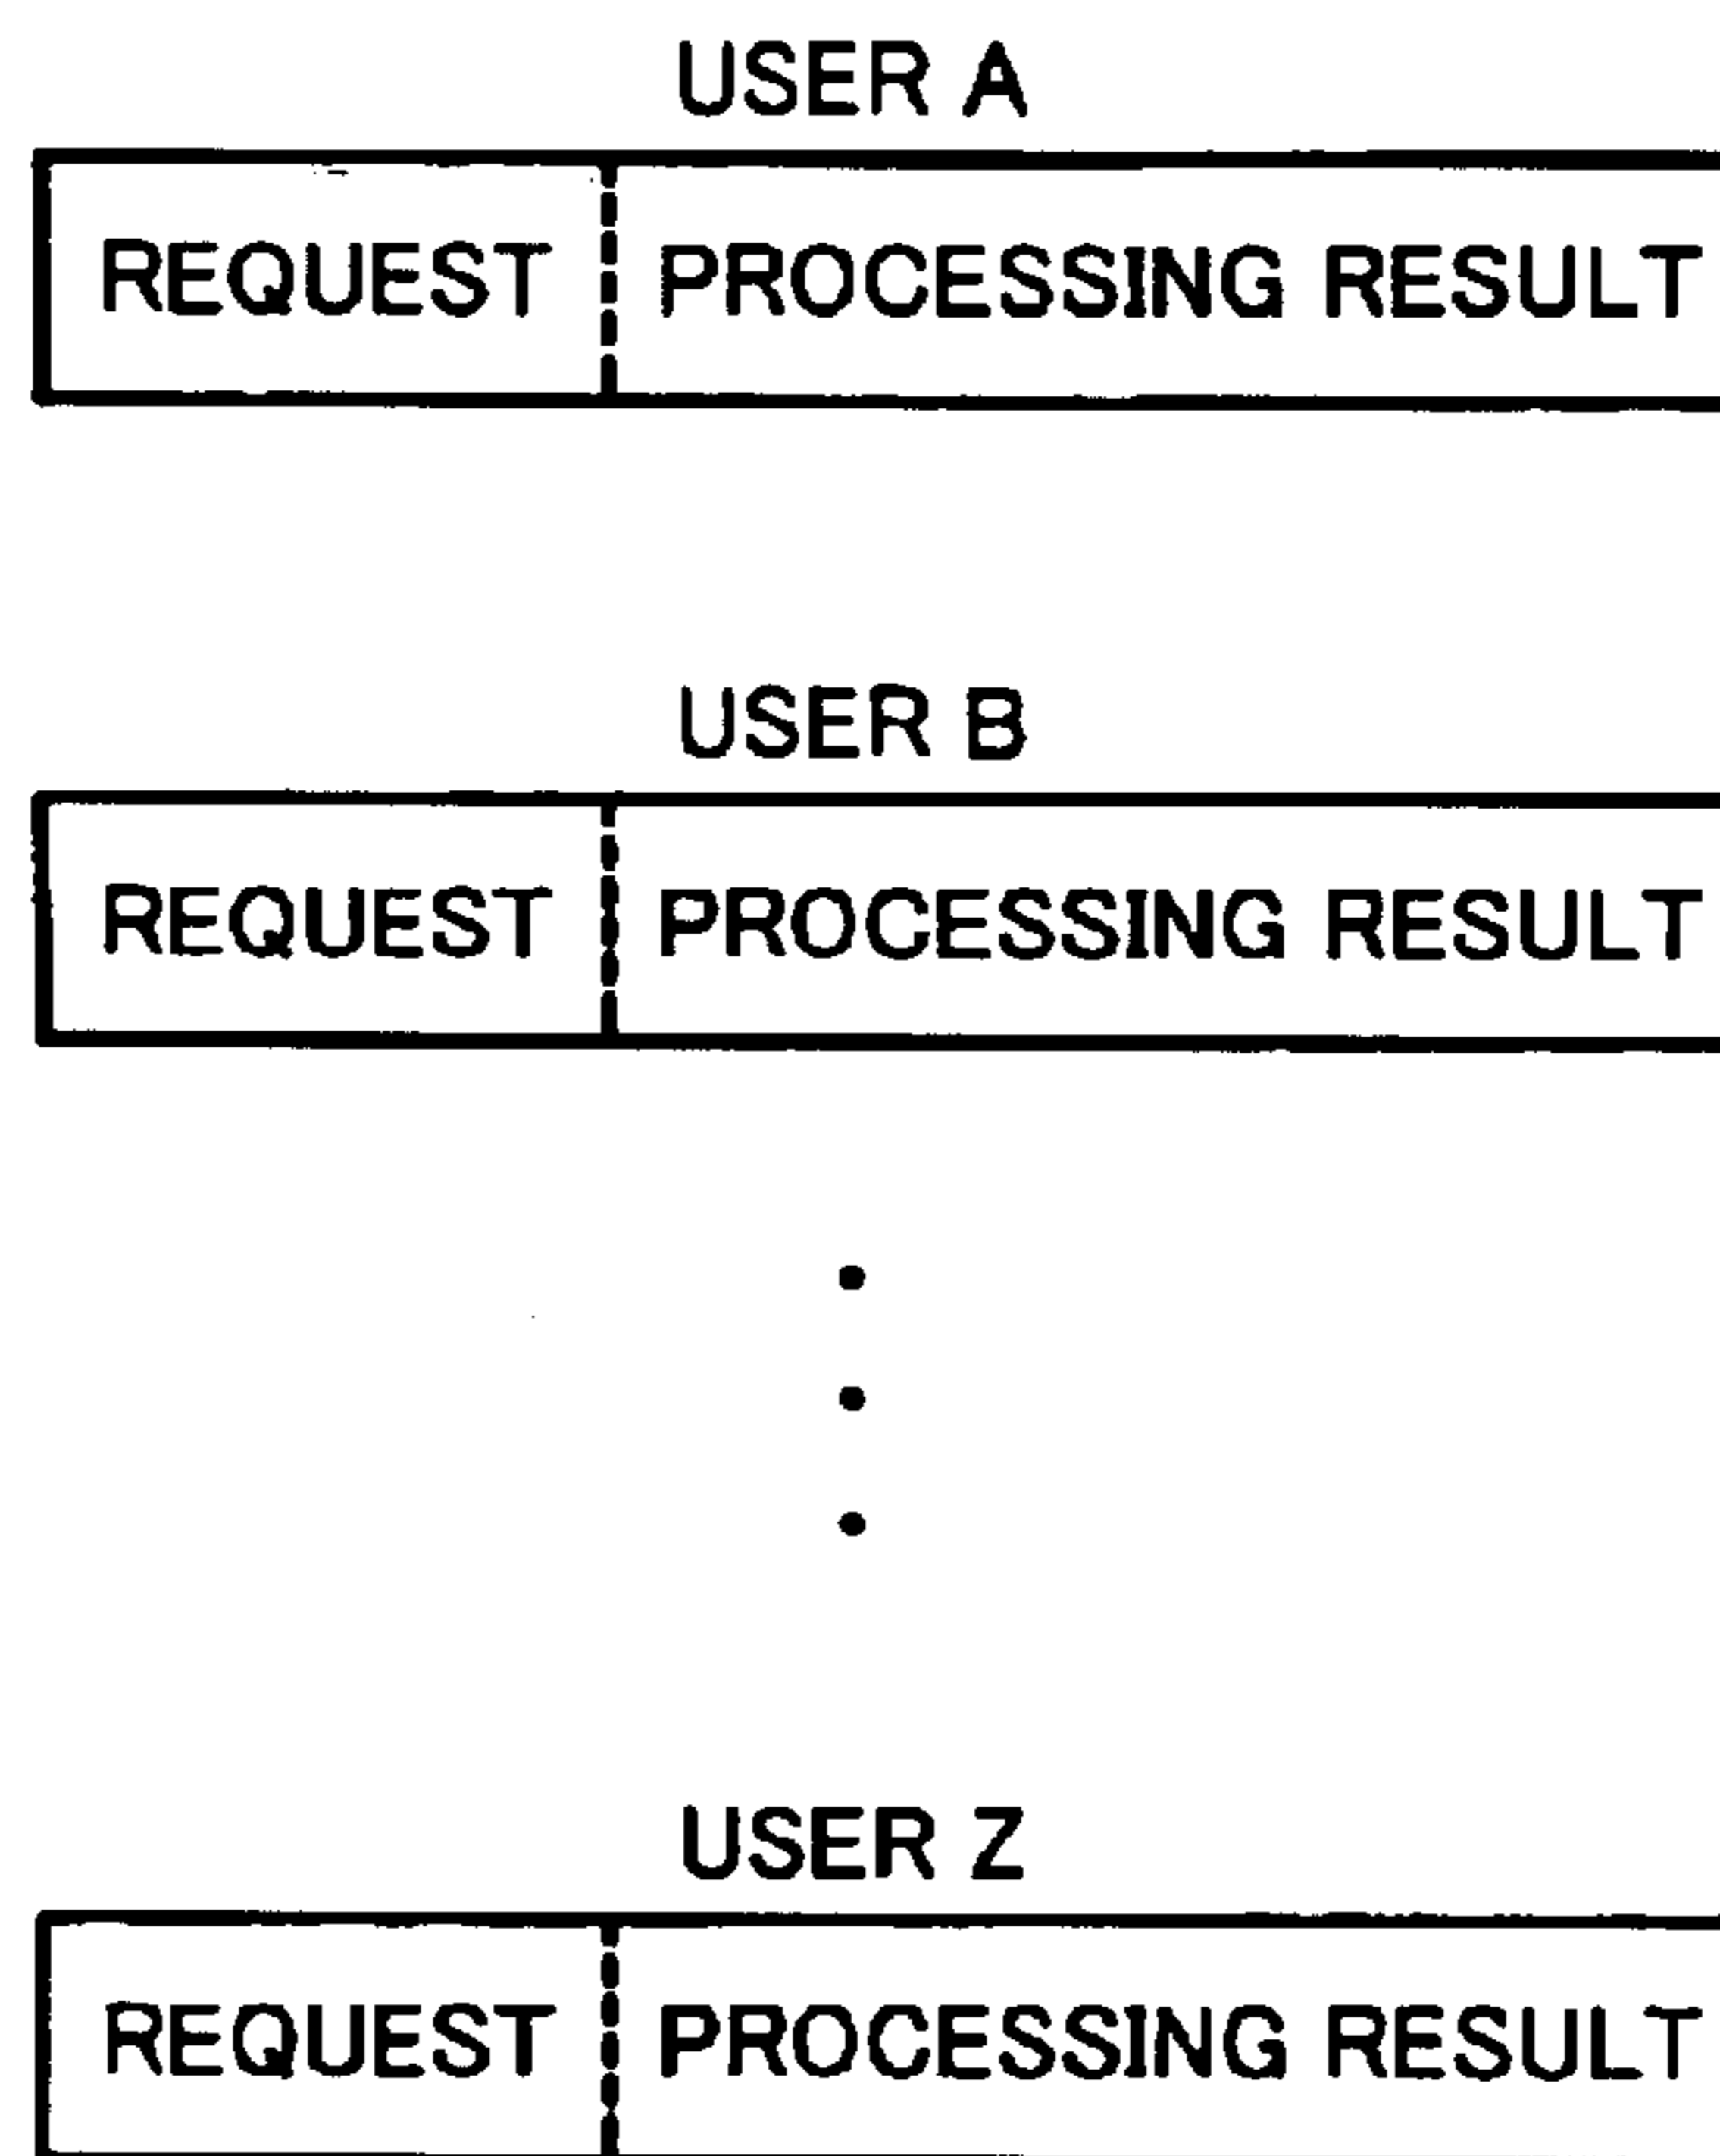 USER A
REQUEST PROCESSING RESULT
USER B
REQUEST PROCESSING RESULT
USER Z
REQUEST PROCESSING RESULT